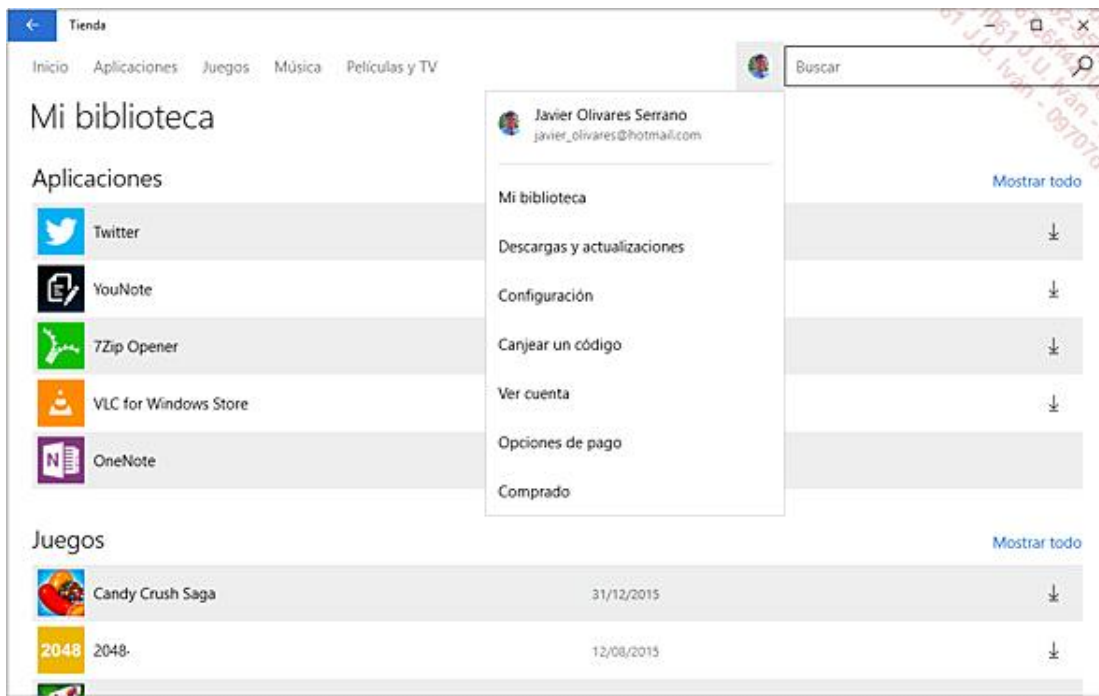 Tienda
Inicio Aplicaciones Juegos Música Películas y TV Buscar
Mi biblioteca
Javier Olivares Serrano
javier_olivares@hotmail.com
Aplicaciones Mostrar todo
Mi biblioteca
Twitter
Descargas y actualizaciones
YouNote
Configuración
7Zip Opener
Canjear un código
VLC for Windows Store
Ver cuenta
OneNote
Opciones de pago
Comprado
Juegos Mostrar todo
Candy Crush Saga 31/12/2015
2048 2048- 12/08/2015